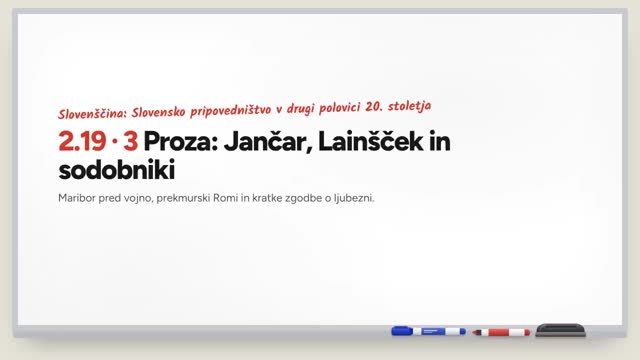 Slovenščina: Slovensko pripovedništvo v drugi polovici 20. stoletja
2.19 · 3 Proza: Jančar, Lainšček in
sodobniki
Maribor pred vojno, prekmurski Romi in kratke zgodbe o ljubezni.